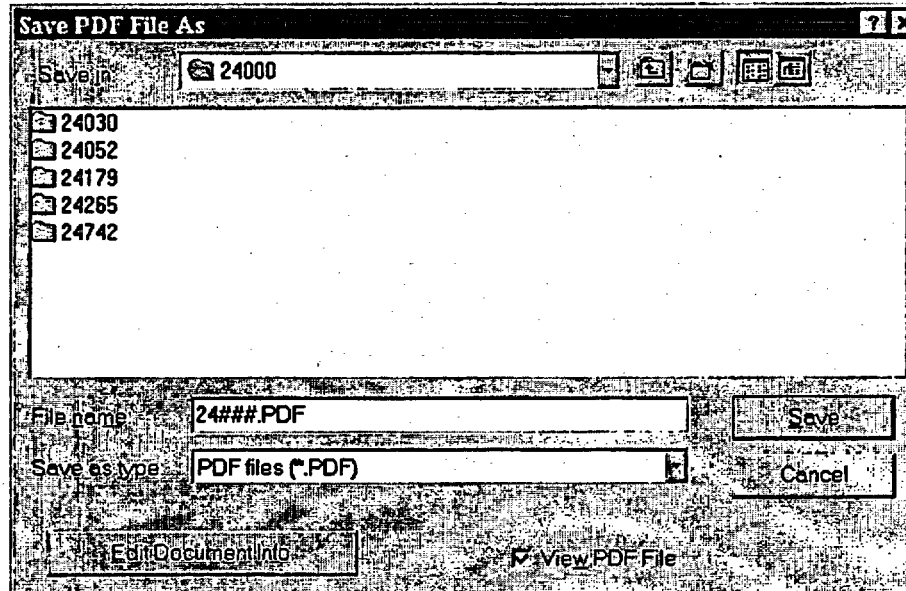 Save PDF File As
Save in: 24000
24030
24052
24179
24265
24742
File name: 24###.PDF Save
Save as type: PDF files (*.PDF) Cancel
Edit Document Info... View PDF File